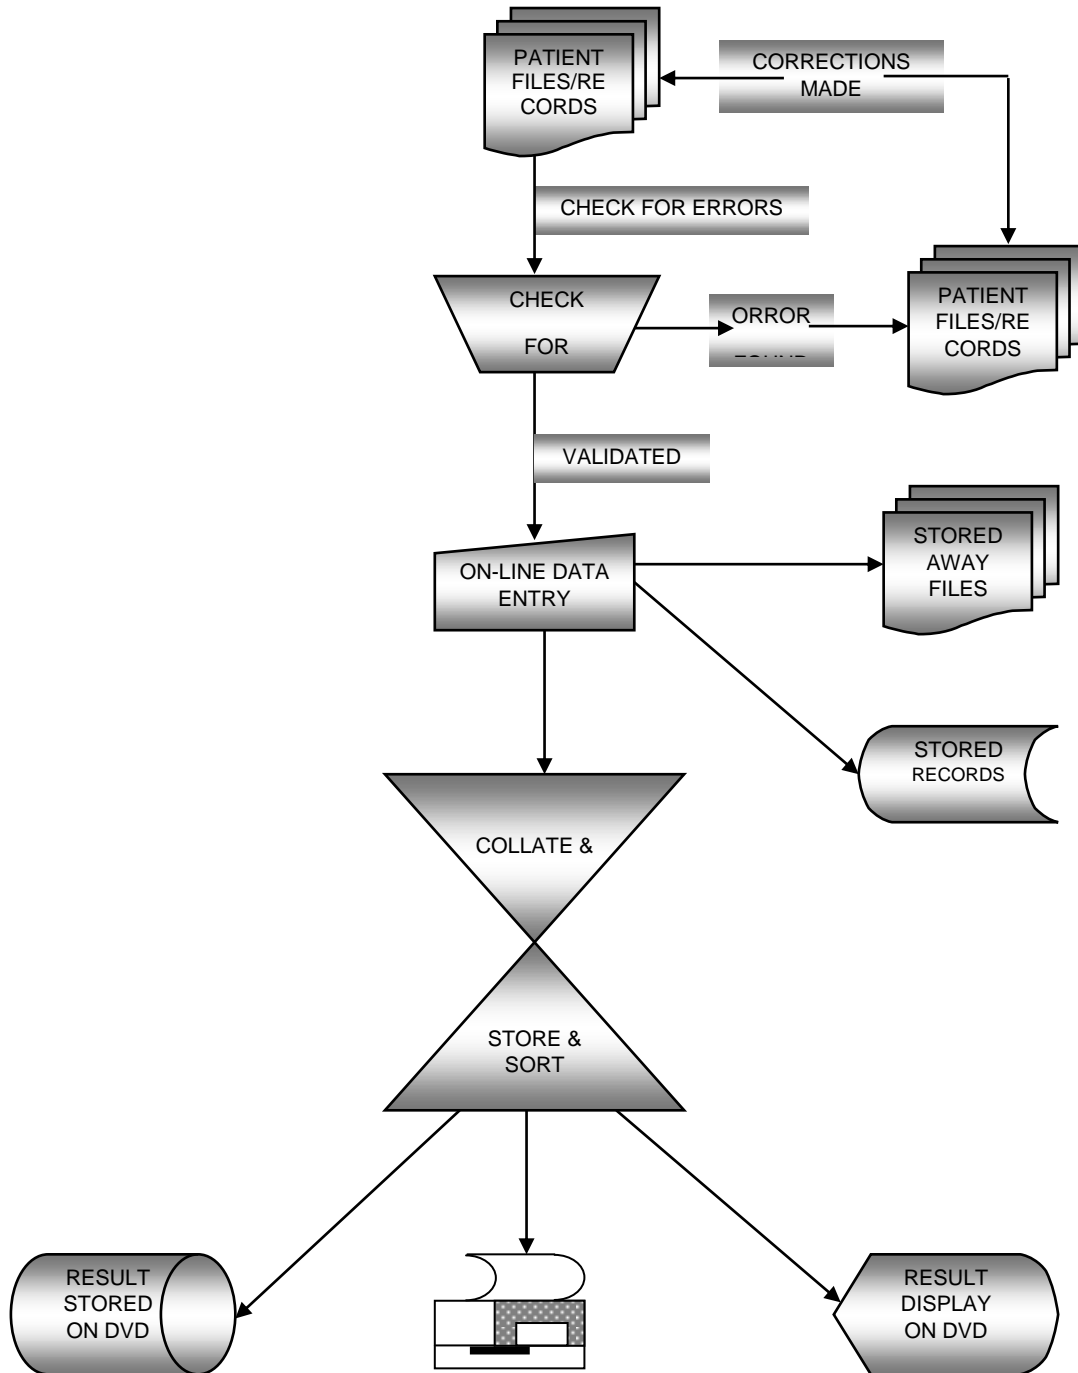 PATIENT
FILES/RE
CORDS
CORRECTIONS
MADE
CHECK FOR ERRORS
CHECK
FOR
ORROR
PATIENT
FILES/RE
CORDS
VALIDATED
ON-LINE DATA
ENTRY
STORED
AWAY
FILES
STORED
RECORDS
COLLATE &
STORE &
SORT
RESULT
STORED
ON DVD
RESULT
DISPLAY
ON DVD